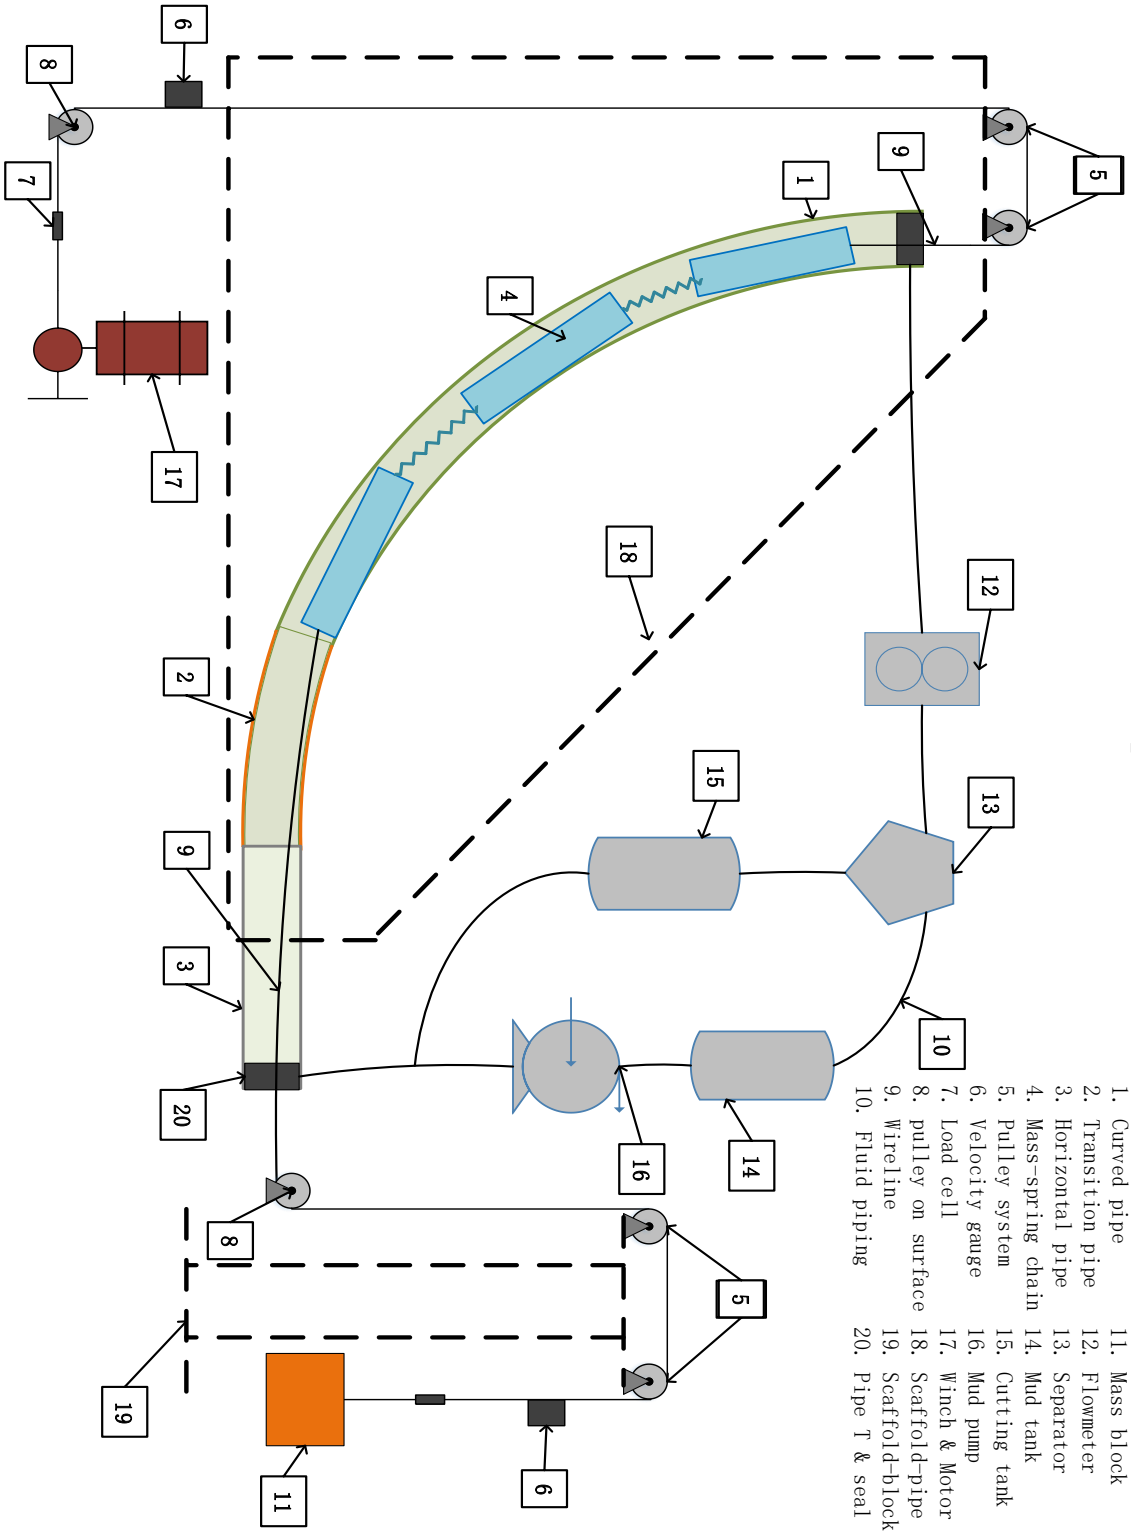 6
8
7
17
5
9
1
4
18
12
2
15
13
9
3
10
20
16
14
8
5
19
11
6
1. Curved pipe
2. Transition pipe
3. Horizontal pipe
4. Mass-spring chain
5. Pulley system
6. Velocity gauge
7. Load cell
8. pulley on surface
9. Wireline
10. Fluid piping
11. Mass block
12. Flowmeter
13. Separator
14. Mud tank
15. Cutting tank
16. Mud pump
17. Winch & Motor
18. Scaffold-pipe
19. Scaffold-block
20. Pipe T & seal